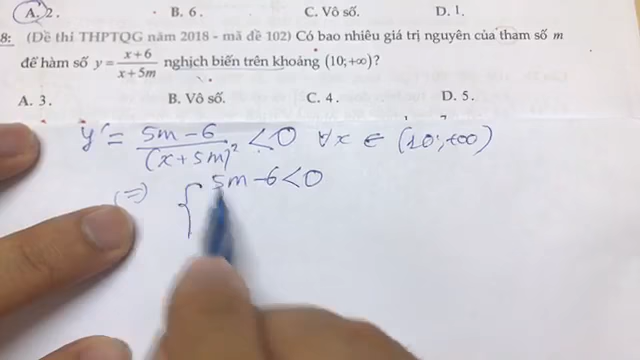 A. 2. B. 6. C. Vô số. D. 1.
8: (Đề thi THPTQG năm 2018 - mã đề 102) Có bao nhiêu giá trị nguyên của tham số m
để hàm số y = x+6 / x+5m nghịch biến trên khoảng (10;+∞)?
A. 3. B. Vô số. C. 4. D. 5.
y' = 5m-6 / (x+5m)² <0 ∀x ∈ (10;+∞)
(=) { 5m-6<0